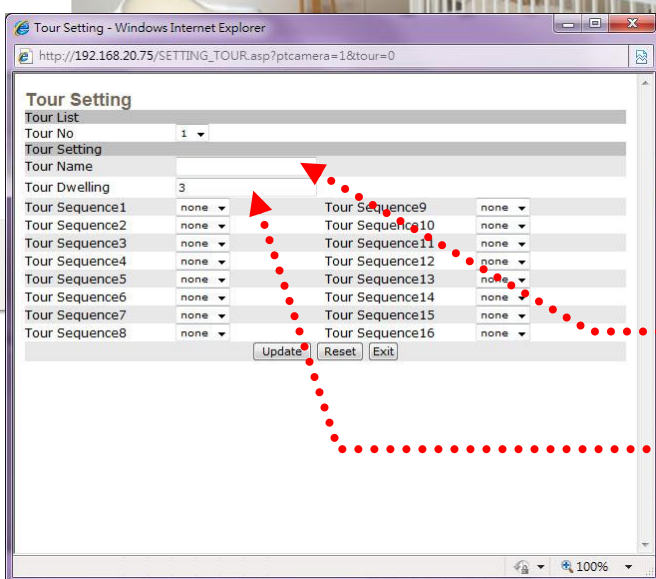 Tour Setting - Windows Internet Explorer
http://192.168.20.75/SETTING_TOUR.asp?ptcamera=1&tour=0
Tour Setting
Tour List
Tour No 1
Tour Setting
Tour Name
Tour Dwelling 3
Tour Sequence1 none Tour Sequence9 none
Tour Sequence2 none Tour Sequence10 none
Tour Sequence3 none Tour Sequence11 none
Tour Sequence4 none Tour Sequence12 none
Tour Sequence5 none Tour Sequence13 none
Tour Sequence6 none Tour Sequence14 none
Tour Sequence7 none Tour Sequence15 none
Tour Sequence8 none Tour Sequence16 none
Update Reset Exit
100%